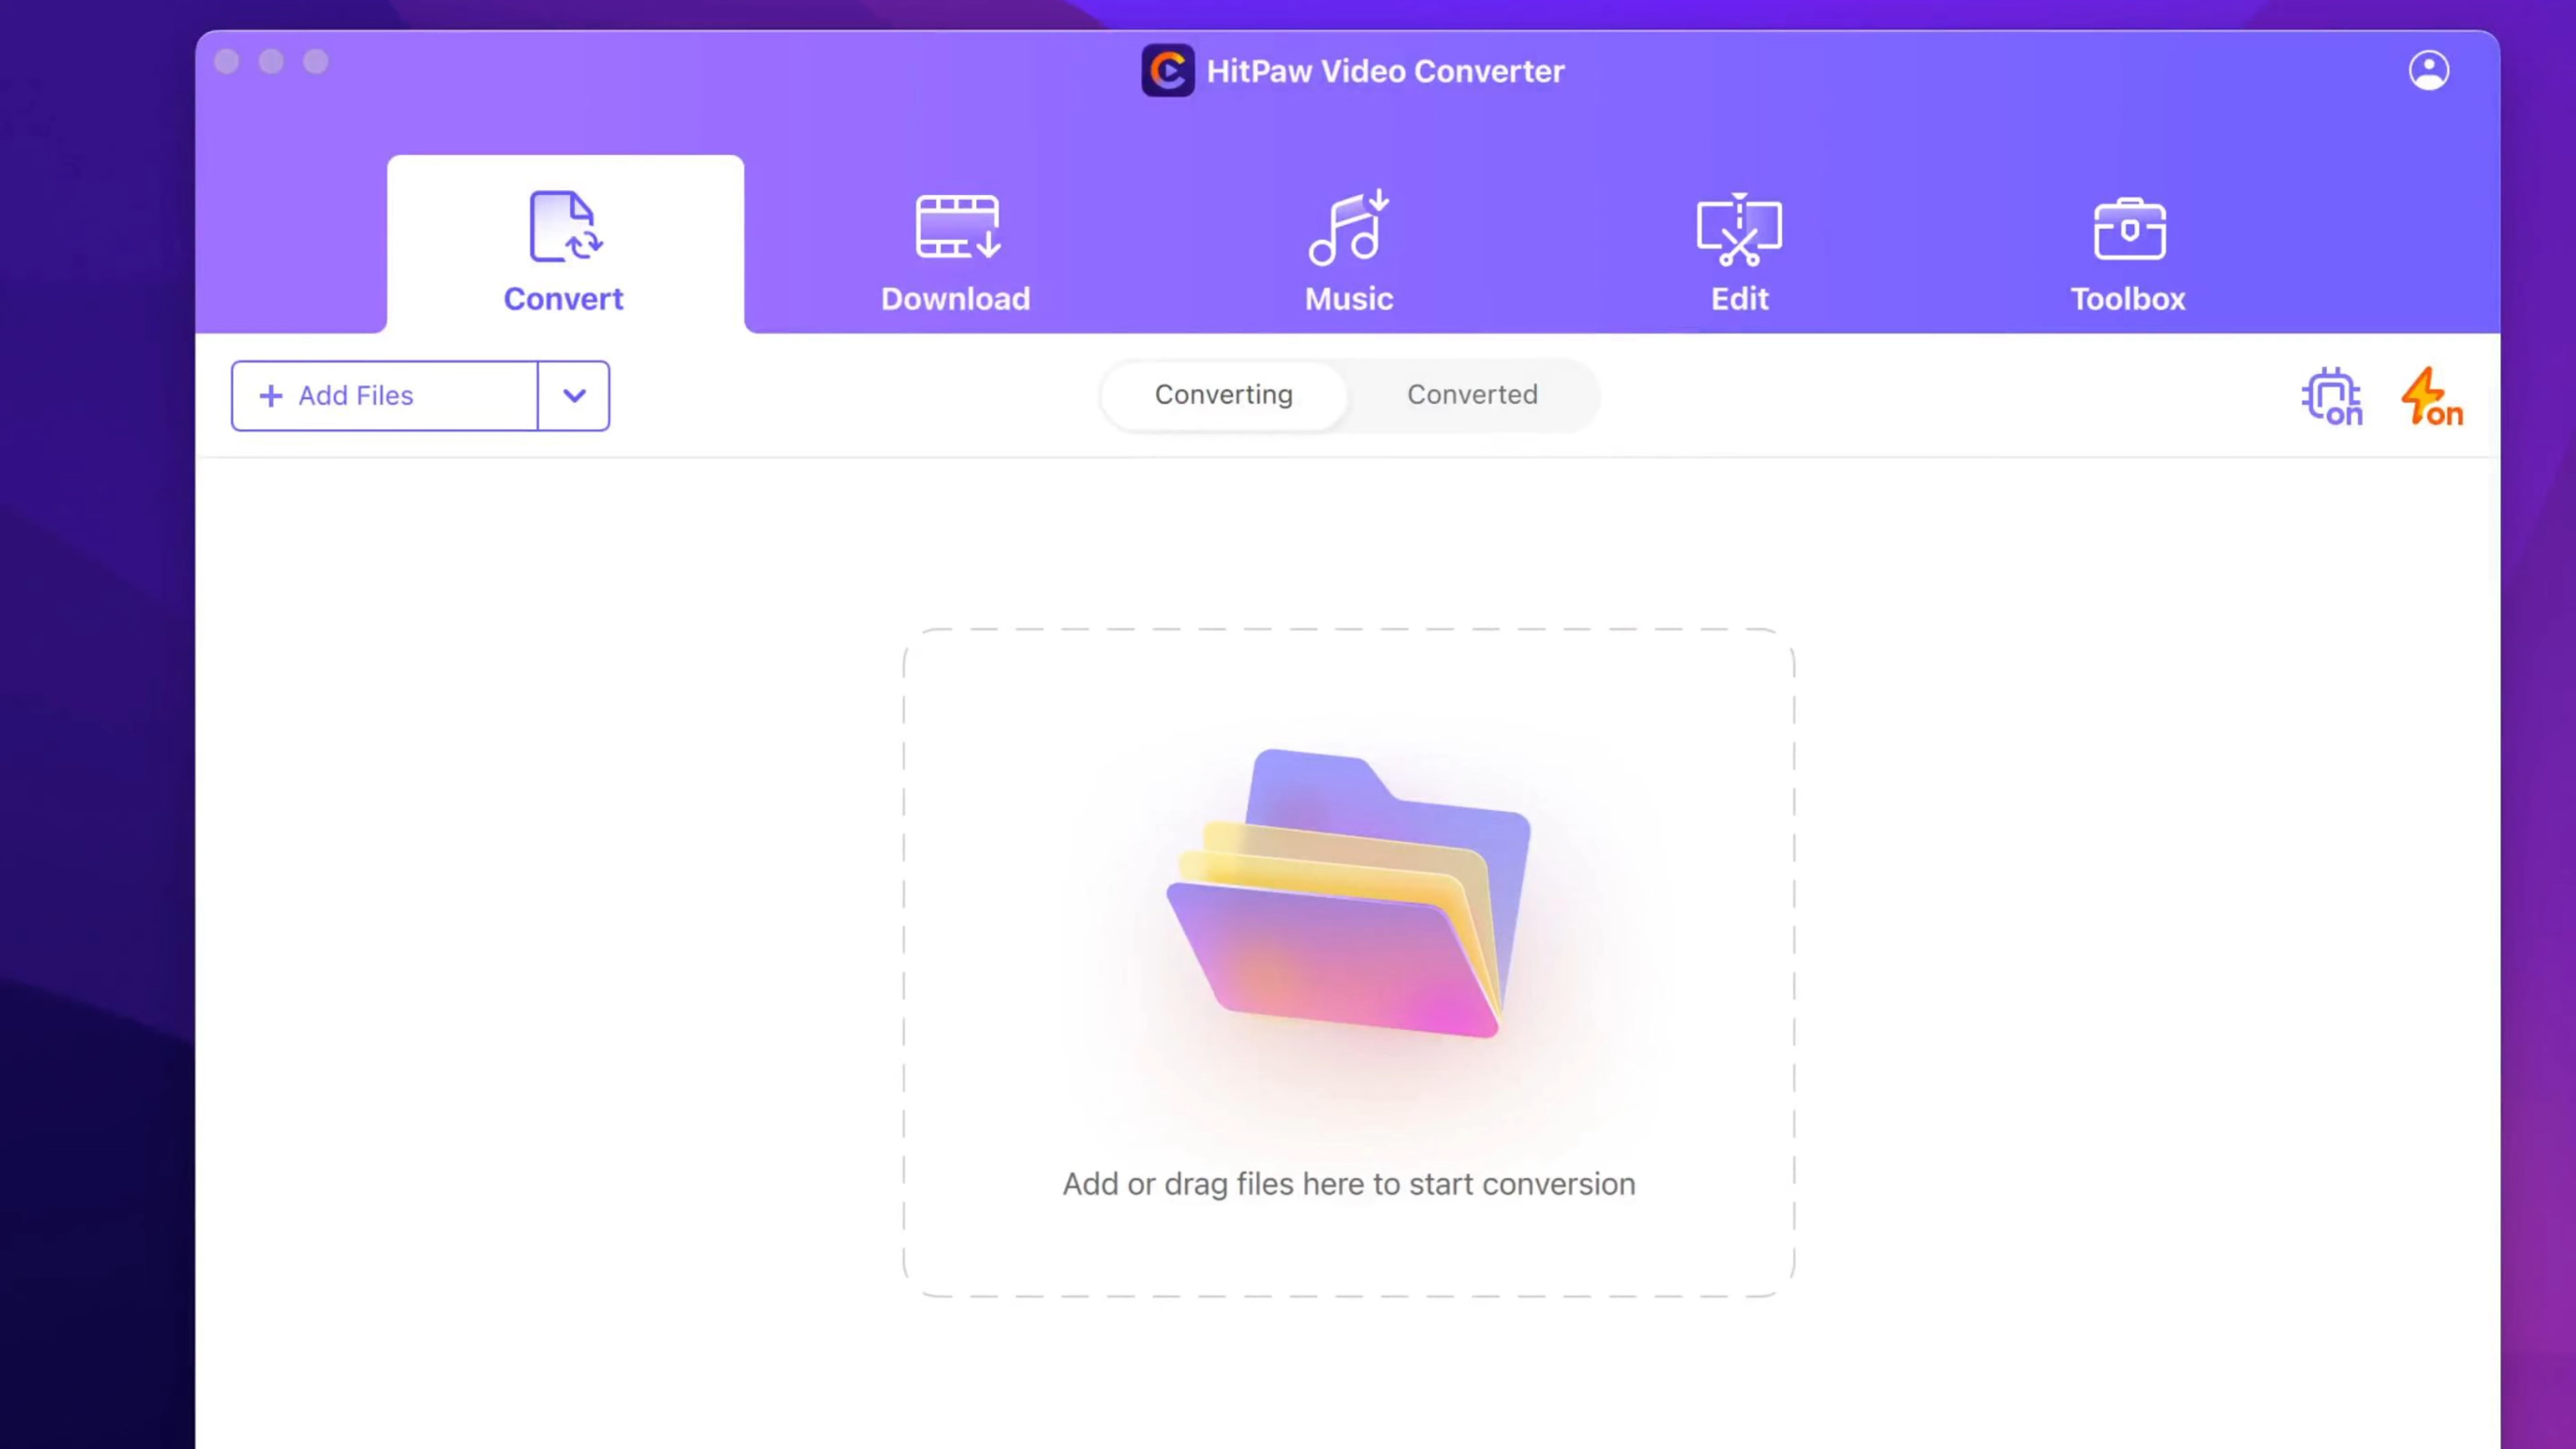 HitPaw Video Converter
Convert
Download
Music
Edit
Toolbox
+ Add Files
Converting
Converted
on
on
Add or drag files here to start conversion